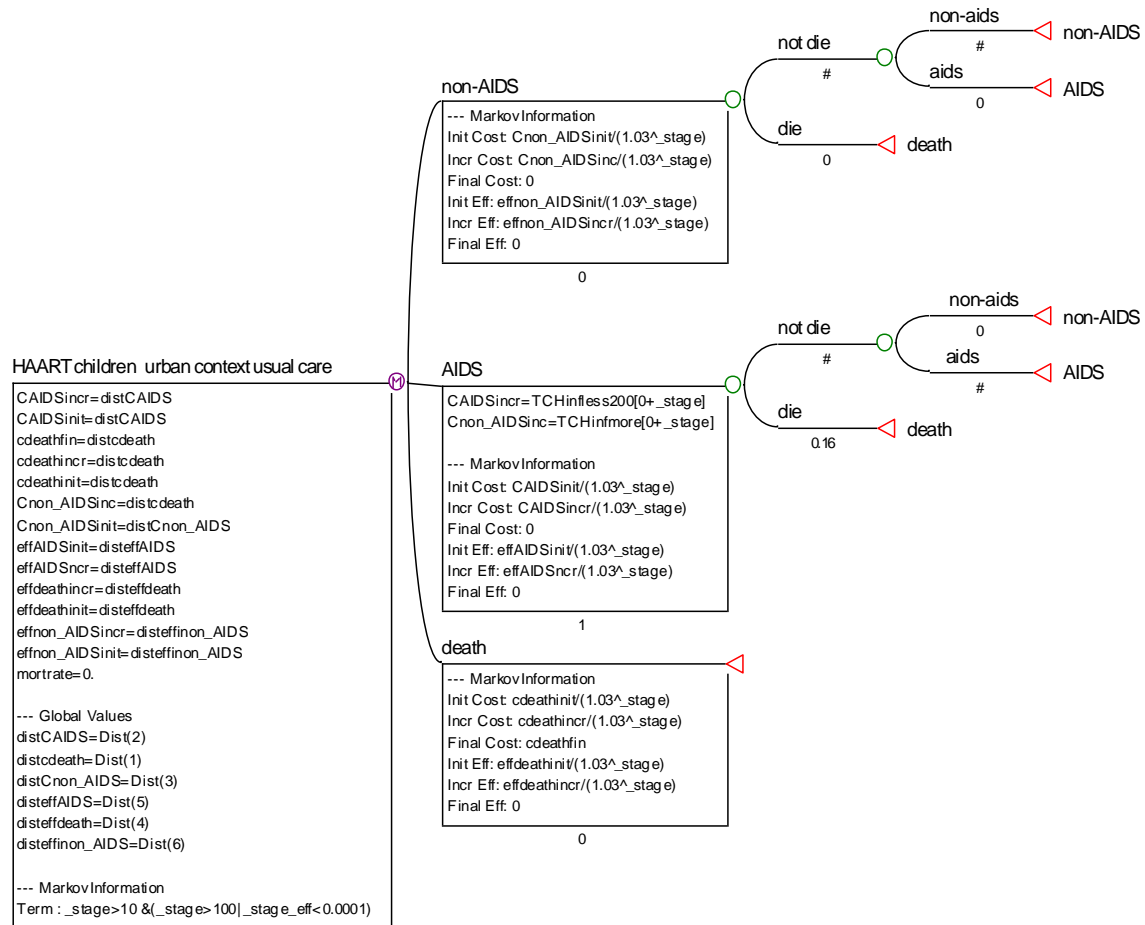 non-aids
#
non-AIDS
not die
#
aids
0
AIDS
die
0
death
non-AIDS
--- Markov Information
Init Cost: Cnon_AIDSinit/(1.03^_stage)
Incr Cost: Cnon_AIDSinc/(1.03^_stage)
Final Cost: 0
Init Eff: effnon_AIDSinit/(1.03^_stage)
Incr Eff: effnon_AIDSincr/(1.03^_stage)
Final Eff: 0
0
non-aids
0
non-AIDS
not die
#
aids
#
AIDS
die
0.16
death
HAART children urban context usual care
M
CAIDSincr=distCAIDS
CAIDSinit=distCAIDS
cdeathfin=distcdeath
cdeathincr=distcdeath
cdeathinit=distcdeath
Cnon_AIDSinc=distcdeath
Cnon_AIDSinit=distCnon_AIDS
effAIDSinit=disteffAIDS
effAIDSncr=disteffAIDS
effdeathincr=disteffdeath
effdeathinit=disteffdeath
effnon_AIDSincr=disteffinon_AIDS
effnon_AIDSinit=disteffinon_AIDS
mortrate=0.
--- Global Values
distCAIDS=Dist(2)
distcdeath=Dist(1)
distCnon_AIDS=Dist(3)
disteffAIDS=Dist(5)
disteffdeath=Dist(4)
disteffinon_AIDS=Dist(6)
--- Markov Information
Term : _stage>10 &(_stage>100|_stage_eff<0.0001)
AIDS
CAIDSincr=TCHinfless200[0+_stage]
Cnon_AIDSinc=TCHinfmore[0+_stage]
--- Markov Information
Init Cost: CAIDSinit/(1.03^_stage)
Incr Cost: CAIDSincr/(1.03^_stage)
Final Cost: 0
Init Eff: effAIDSinit/(1.03^_stage)
Incr Eff: effAIDSncr/(1.03^_stage)
Final Eff: 0
1
death
--- Markov Information
Init Cost: cdeathinit/(1.03^_stage)
Incr Cost: cdeathincr/(1.03^_stage)
Final Cost: cdeathfin
Init Eff: effdeathinit/(1.03^_stage)
Incr Eff: effdeathincr/(1.03^_stage)
Final Eff: 0
0